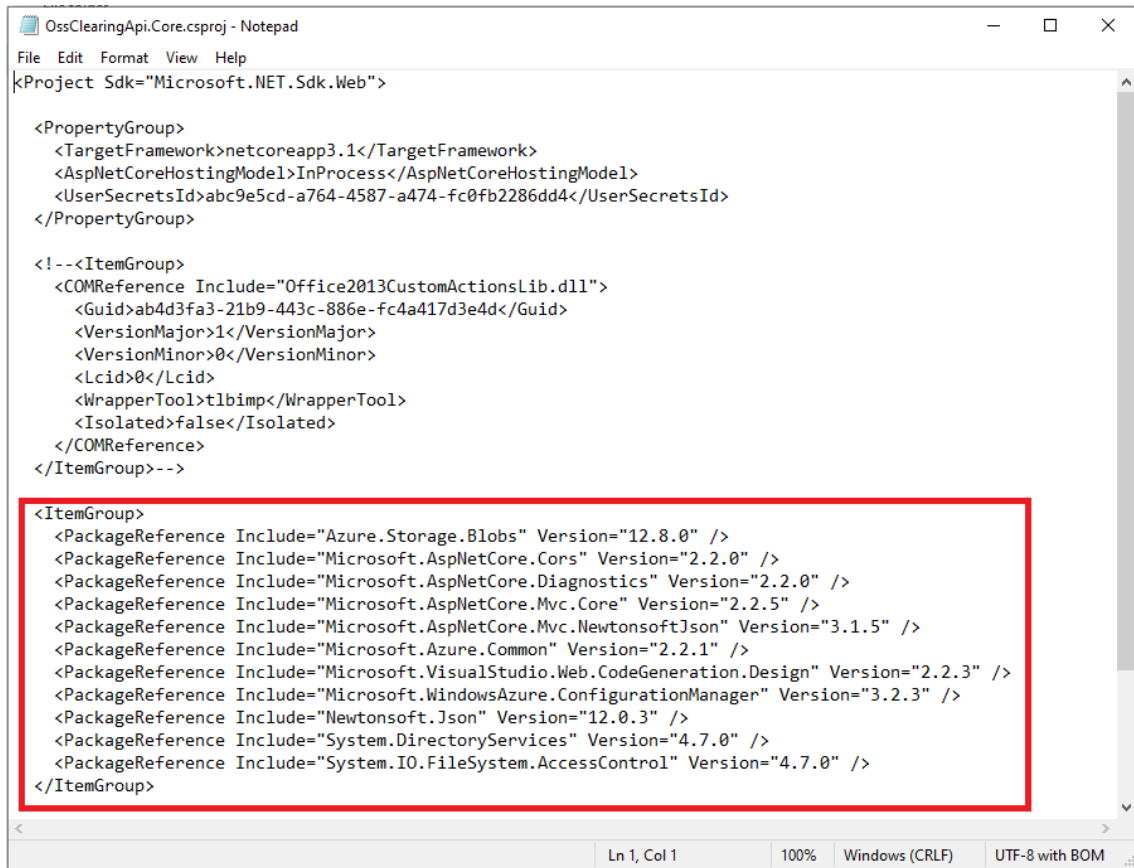 OssClearingApi.Core.csproj - Notepad
File Edit Format View Help
<Project Sdk="Microsoft.NET.Sdk.Web">
<PropertyGroup>
<TargetFramework>netcoreapp3.1</TargetFramework>
<AspNetCoreHostingModel>InProcess</AspNetCoreHostingModel>
<UserSecretsId>abc9e5cd-a764-4587-a474-fc0fb2286dd4</UserSecretsId>
</PropertyGroup>
<!--<ItemGroup>
<COMReference Include="Office2013CustomActionsLib.dll">
<Guid>ab4d3fa3-21b9-443c-886e-fc4a417d3e4d</Guid>
<VersionMajor>1</VersionMajor>
<VersionMinor>0</VersionMinor>
<Lcid>0</Lcid>
<WrapperTool>tlbimp</WrapperTool>
<Isolated>false</Isolated>
</COMReference>
</ItemGroup>-->
<ItemGroup>
<PackageReference Include="Azure.Storage.Blobs" Version="12.8.0" />
<PackageReference Include="Microsoft.AspNetCore.Cors" Version="2.2.0" />
<PackageReference Include="Microsoft.AspNetCore.Diagnostics" Version="2.2.0" />
<PackageReference Include="Microsoft.AspNetCore.Mvc.Core" Version="2.2.5" />
<PackageReference Include="Microsoft.AspNetCore.Mvc.NewtonsoftJson" Version="3.1.5" />
<PackageReference Include="Microsoft.Azure.Common" Version="2.2.1" />
<PackageReference Include="Microsoft.VisualStudio.Web.CodeGeneration.Design" Version="2.2.3" />
<PackageReference Include="Microsoft.WindowsAzure.ConfigurationManager" Version="3.2.3" />
<PackageReference Include="Newtonsoft.Json" Version="12.0.3" />
<PackageReference Include="System.DirectoryServices" Version="4.7.0" />
<PackageReference Include="System.IO.FileSystem.AccessControl" Version="4.7.0" />
</ItemGroup>
Ln 1, Col 1 100% Windows (CRLF) UTF-8 with BOM